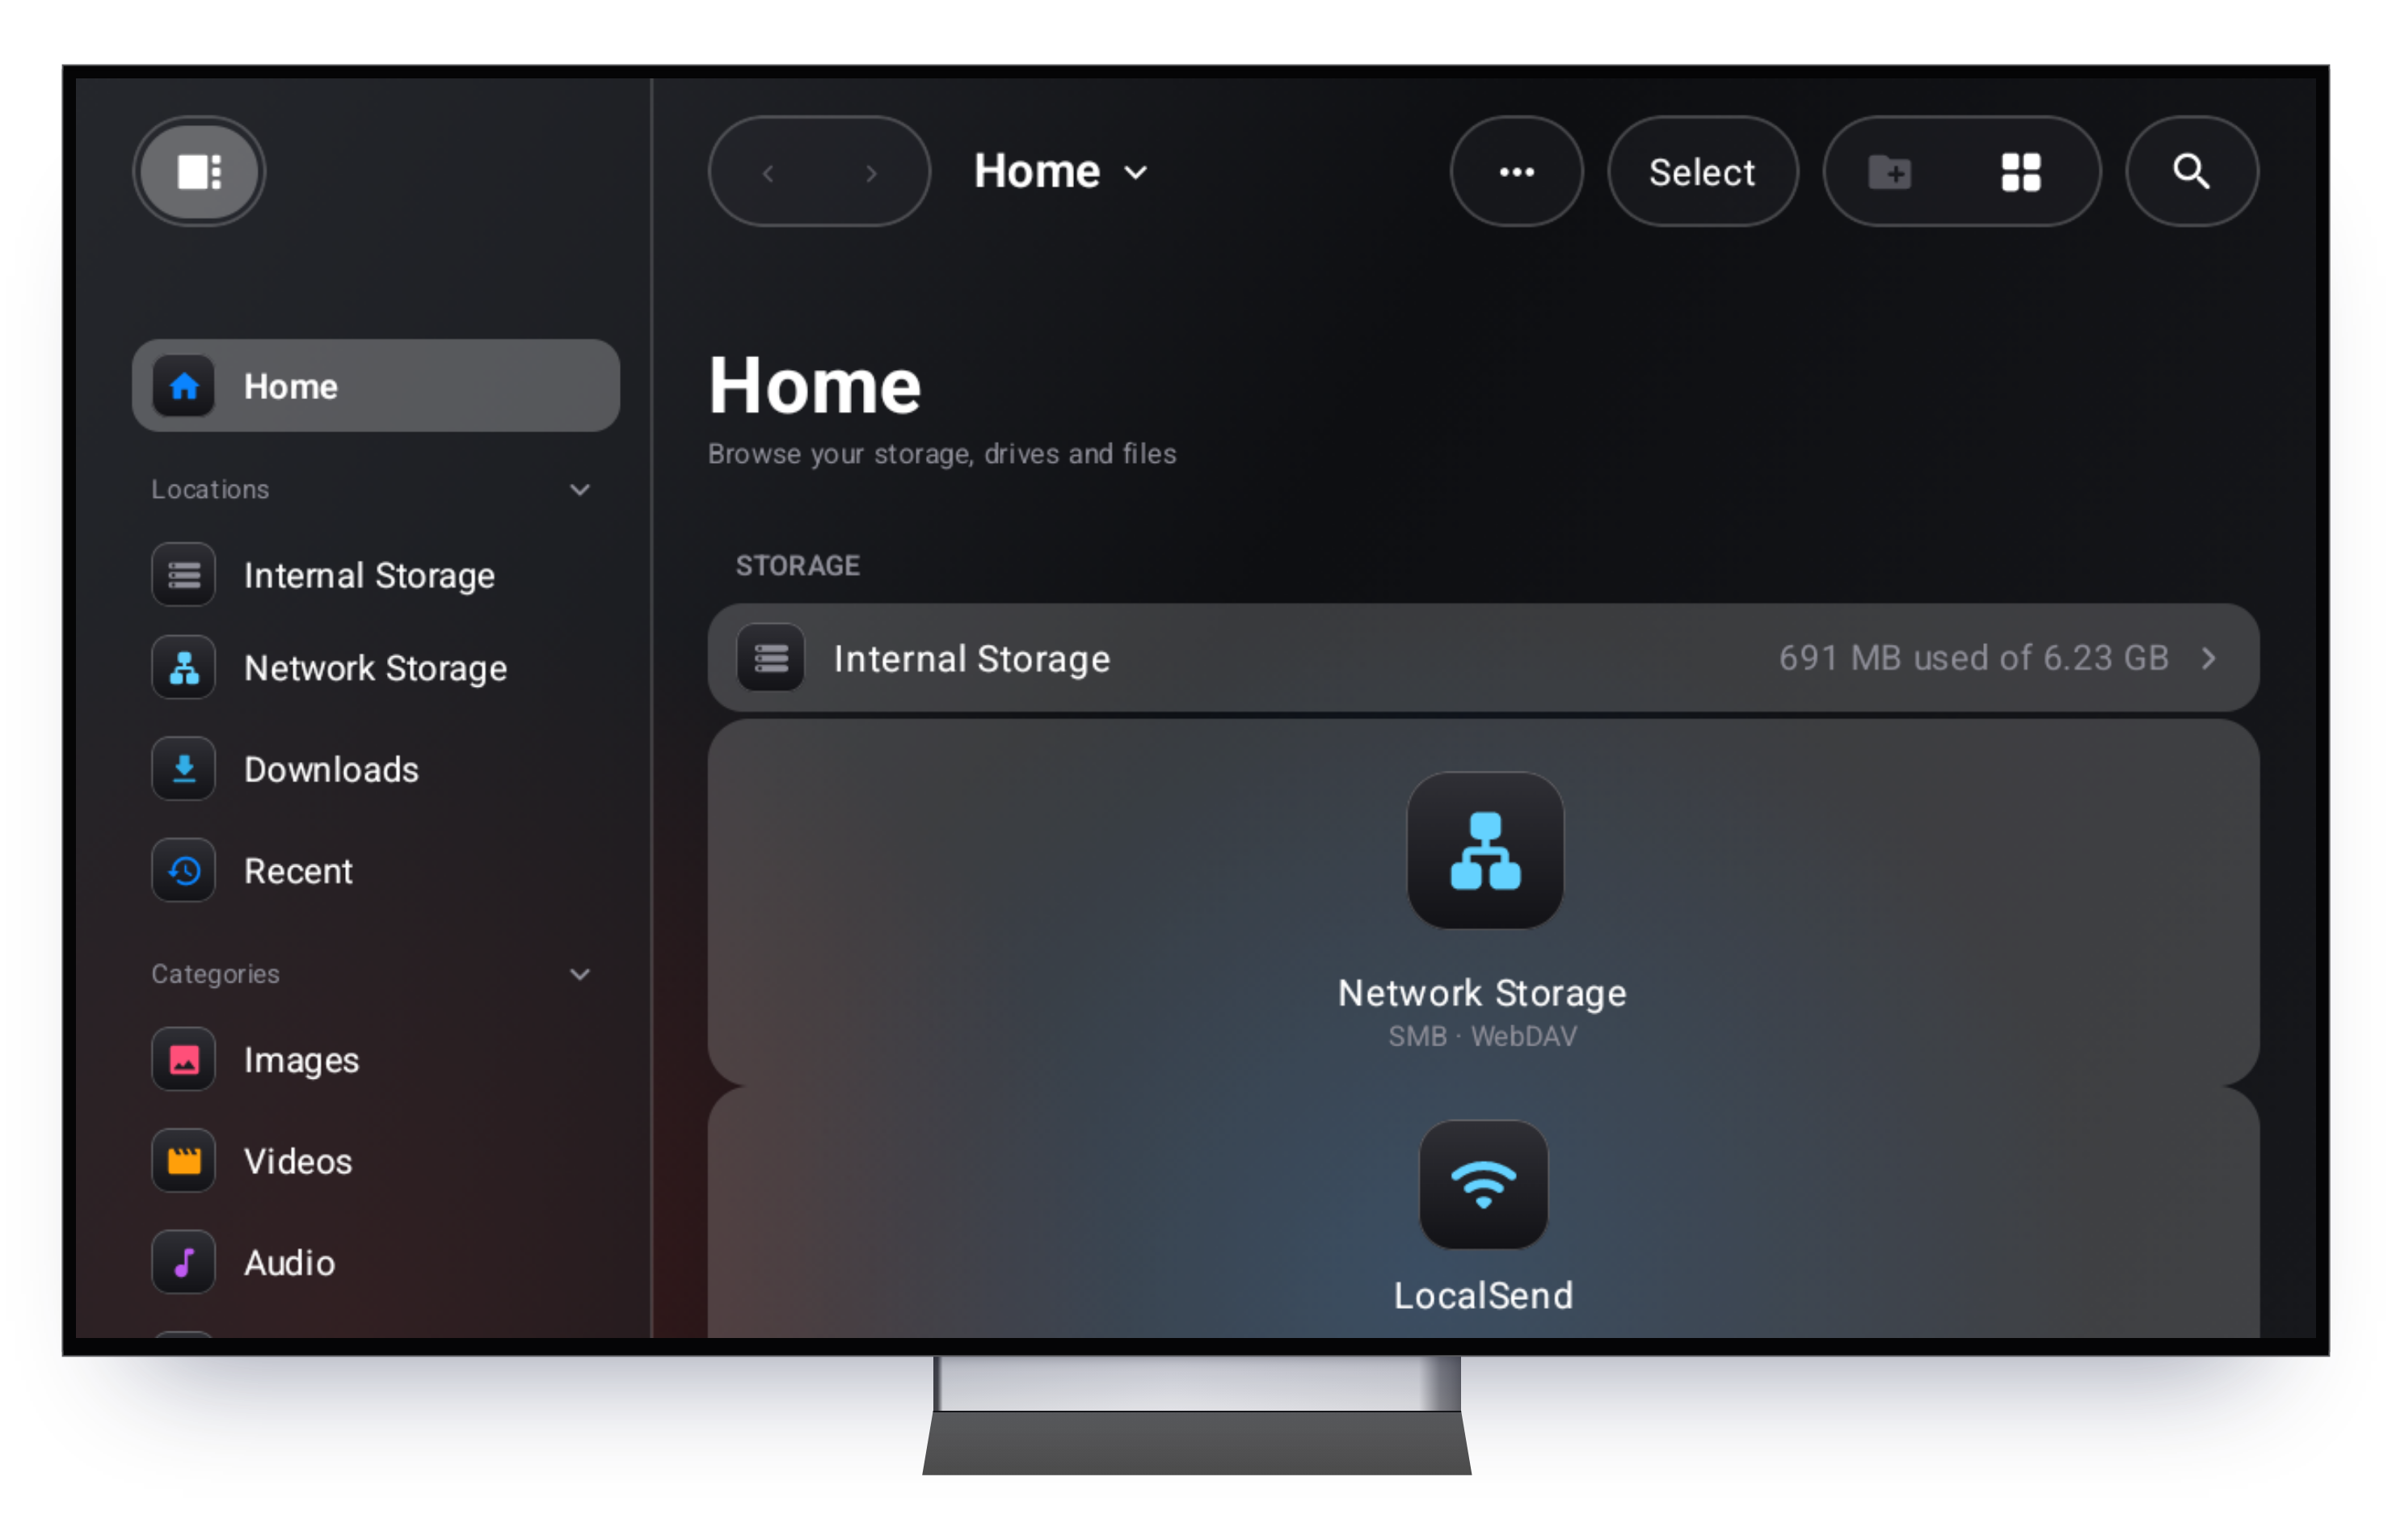 Home
Select
Home
Locations
Internal Storage
Network Storage
Downloads
Recent
Categories
Images
Videos
Audio
Home
Browse your storage, drives and files
STORAGE
Internal Storage
691 MB used of 6.23 GB
Network Storage
SMB · WebDAV
LocalSend